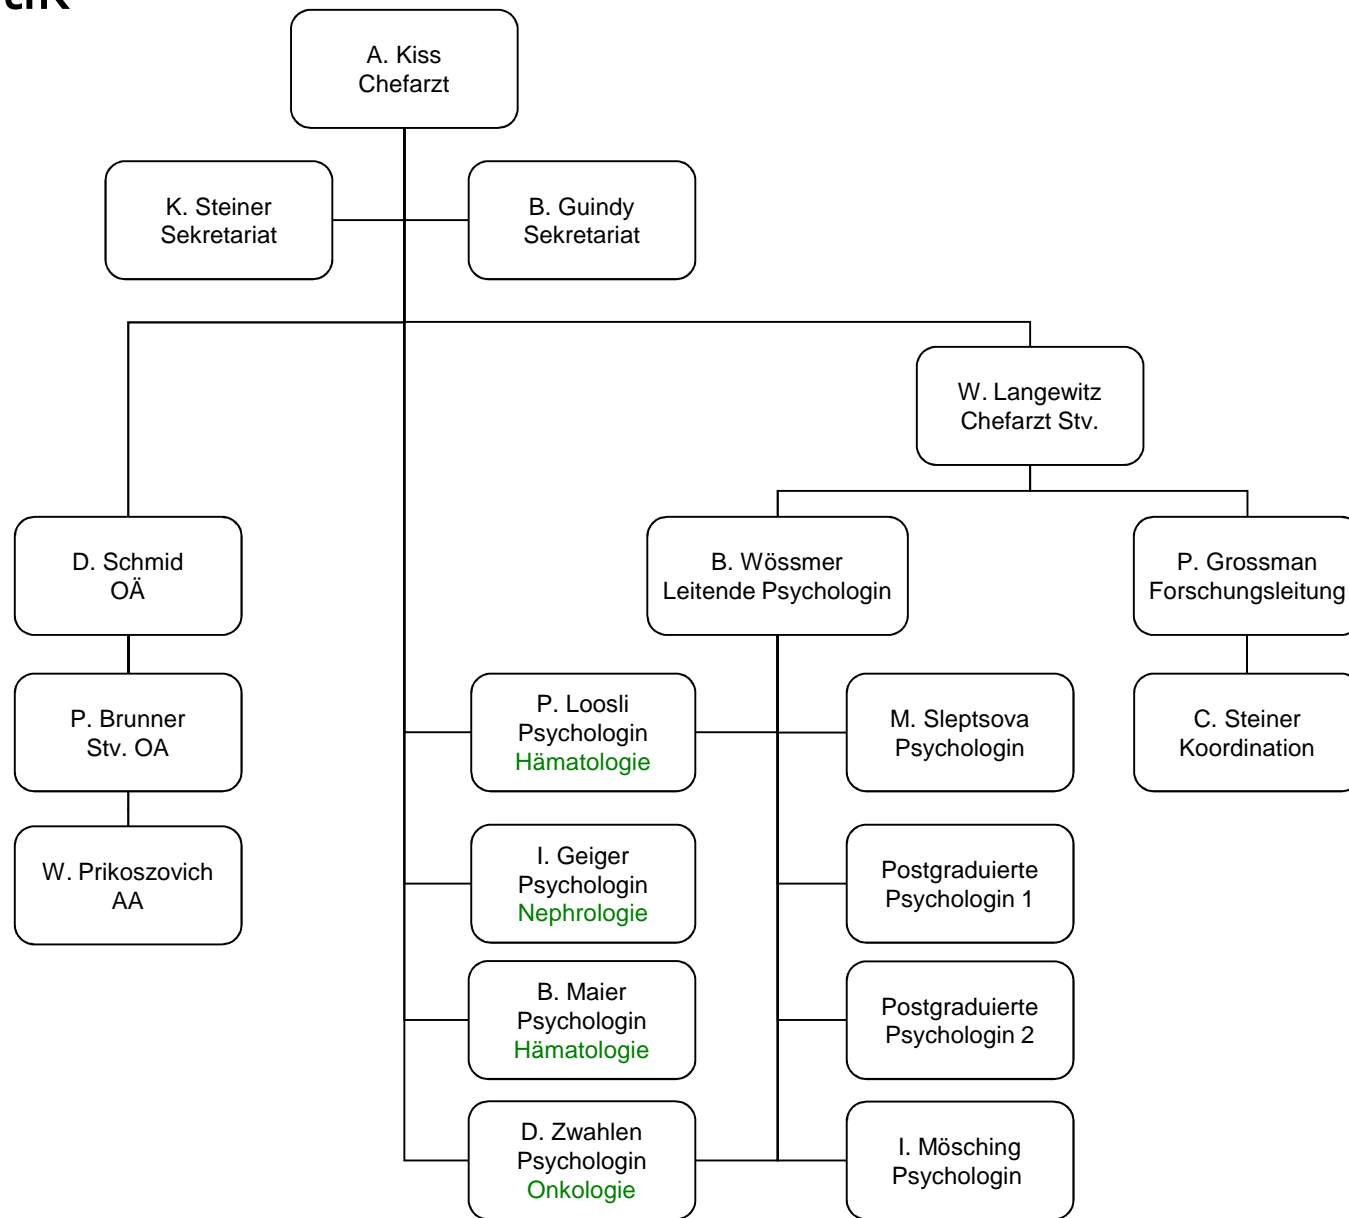 A. Kiss
Chefarzt
K. Steiner
Sekretariat
B. Guindy
Sekretariat
W. Langewitz
Chefarzt Stv.
D. Schmid
OÄ
B. Wössmer
Leitende Psychologin
P. Grossman
Forschungsleitung
P. Brunner
Stv. OA
P. Loosli
Psychologin
Hämatologie
M. Sleptsova
Psychologin
C. Steiner
Koordination
W. Prikoszovich
AA
I. Geiger
Psychologin
Nephrologie
Postgraduierte
Psychologin 1
B. Maier
Psychologin
Hämatologie
Postgraduierte
Psychologin 2
D. Zwahlen
Psychologin
Onkologie
I. Mösching
Psychologin